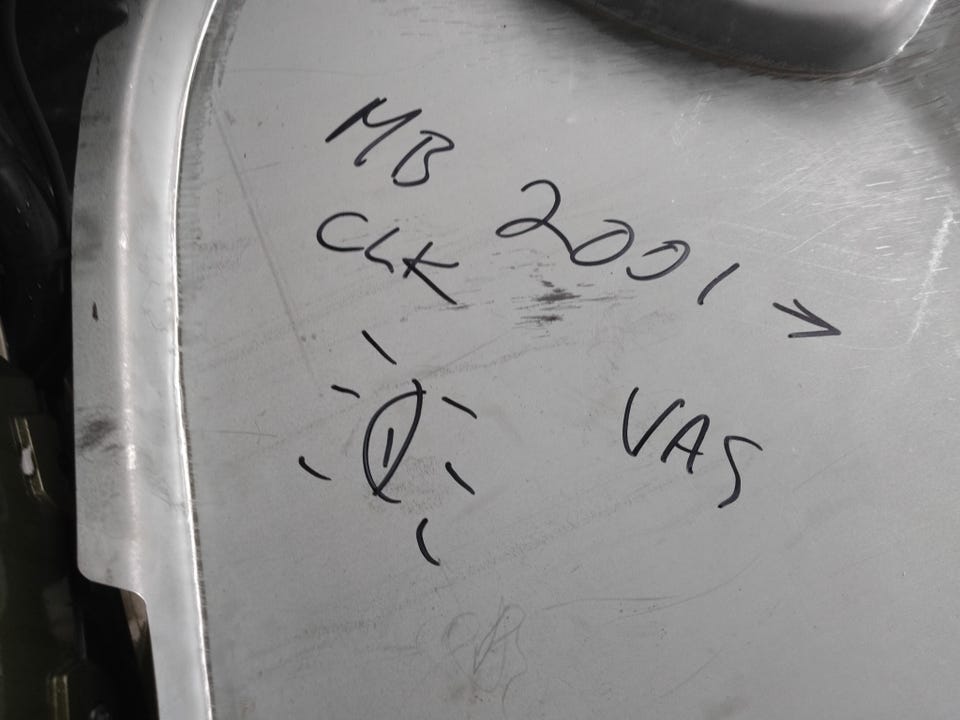 MB
CLK 2001 →
VAS